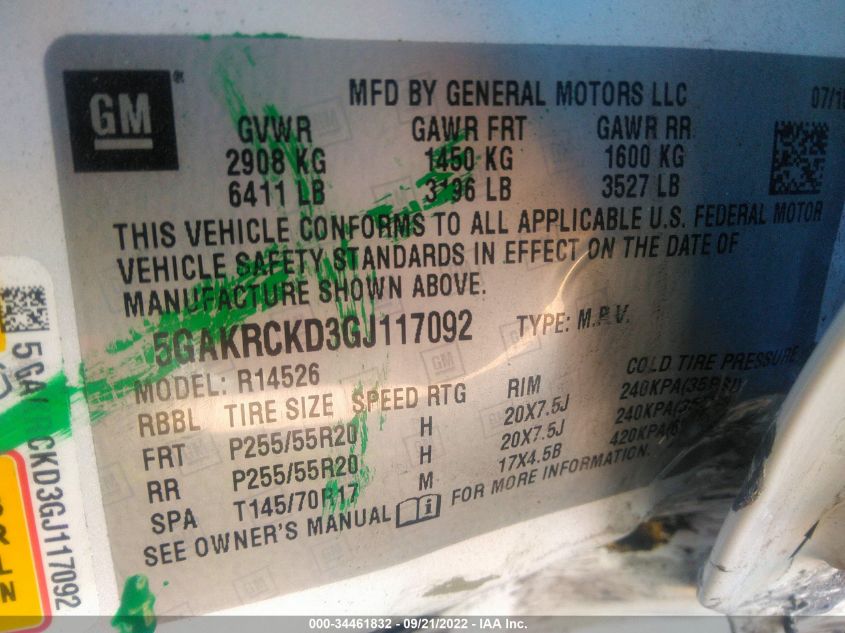 GM
®
MFD BY GENERAL MOTORS LLC
GVWR GAWR FRT GAWR RR
2908 KG 1450 KG 1600 KG
6411 LB 3196 LB 3527 LB
THIS VEHICLE CONFORMS TO ALL APPLICABLE U.S. FEDERAL MOTOR
VEHICLE SAFETY STANDARDS IN EFFECT ON THE DATE OF
MANUFACTURE SHOWN ABOVE.
5GAKRCKD3GJ117092 TYPE: M.P.V.
MODEL: R14526 COLD TIRE PRESSURE
RBBL TIRE SIZE SPEED RTG RIM
FRT P255/55R20 H 20X7.5J
RR P255/55R20 H 20X7.5J
SPA T145/70R17 M 17X4.5B
SEE OWNER'S MANUAL FOR MORE INFORMATION.
000-34461832 - 09/21/2022 - IAA Inc.